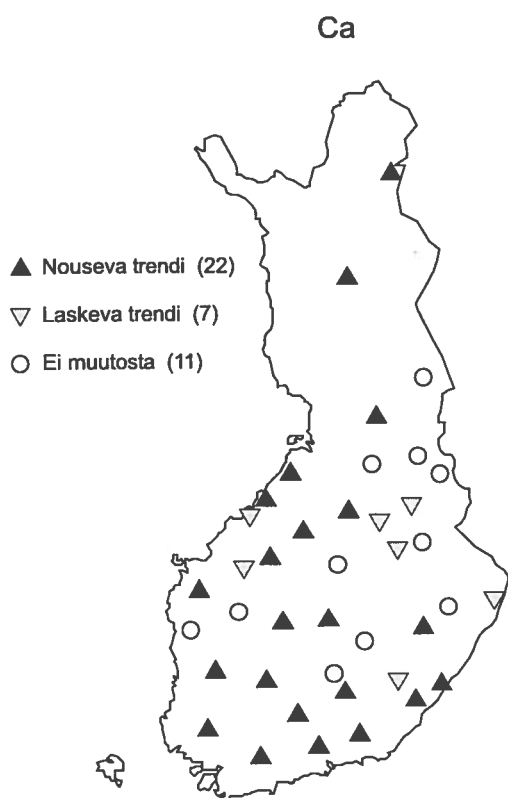 Ca
Nouseva trendi (22)
Laskeva trendi (7)
Ei muutosta (11)